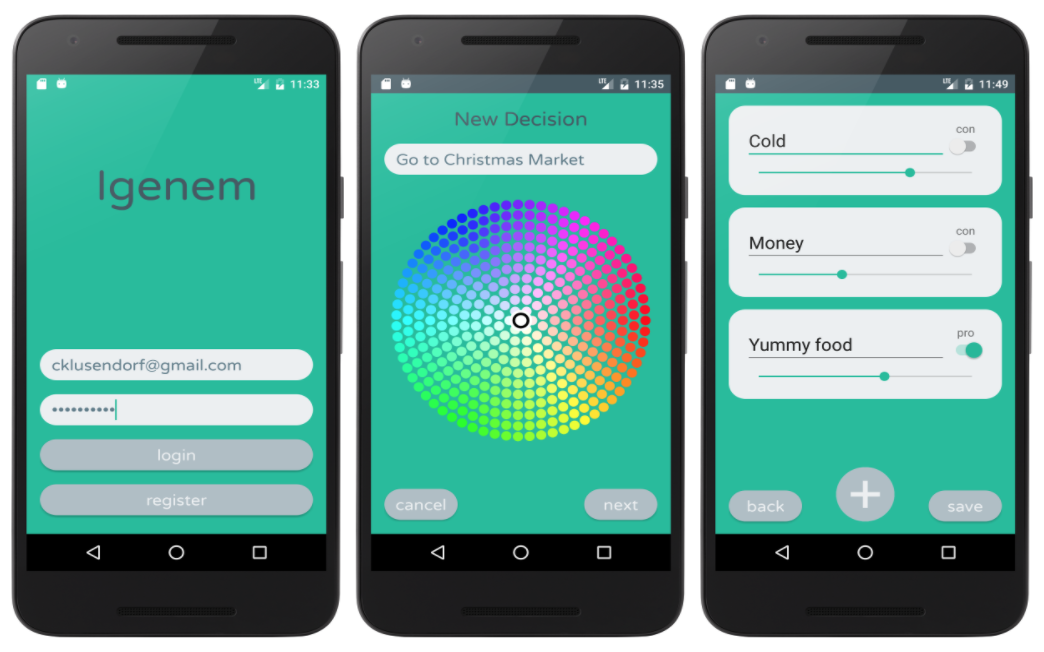 LTE 11:33
Igenem
cklusendorf@gmail.com
••••••••••
login
register
LTE 11:35
New Decision
Go to Christmas Market
cancel
next
LTE 11:49
con
Cold
con
Money
pro
Yummy food
back
save